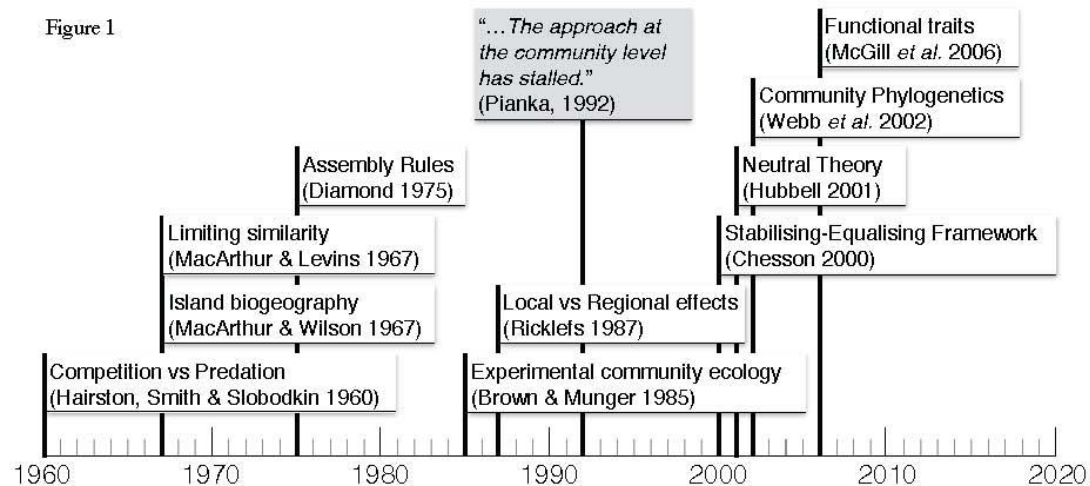 Figure 1
“…The approach at
the community level
has stalled.”
(Pianka, 1992)
Functional traits
(McGill et al. 2006)
Community Phylogenetics
(Webb et al. 2002)
Assembly Rules
(Diamond 1975)
Neutral Theory
(Hubbell 2001)
Limiting similarity
(MacArthur & Levins 1967)
Stabilising-Equalising Framework
(Chesson 2000)
Island biogeography
(MacArthur & Wilson 1967)
Local vs Regional effects
(Ricklefs 1987)
Competition vs Predation
(Hairston, Smith & Slobodkin 1960)
Experimental community ecology
(Brown & Munger 1985)
1960 1970 1980 1990 2000 2010 2020